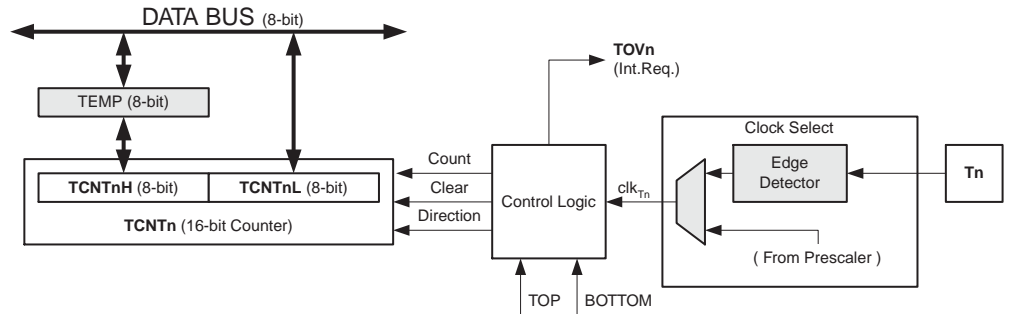 DATA BUS (8-bit)
TOVn
(Int.Req.)
TEMP (8-bit)
Clock Select
Count
Edge
Detector
Tn
TCNTnH (8-bit) TCNTnL (8-bit)
Clear
Control Logic
clkTn
TCNTn (16-bit Counter)
Direction
( From Prescaler )
TOP
BOTTOM